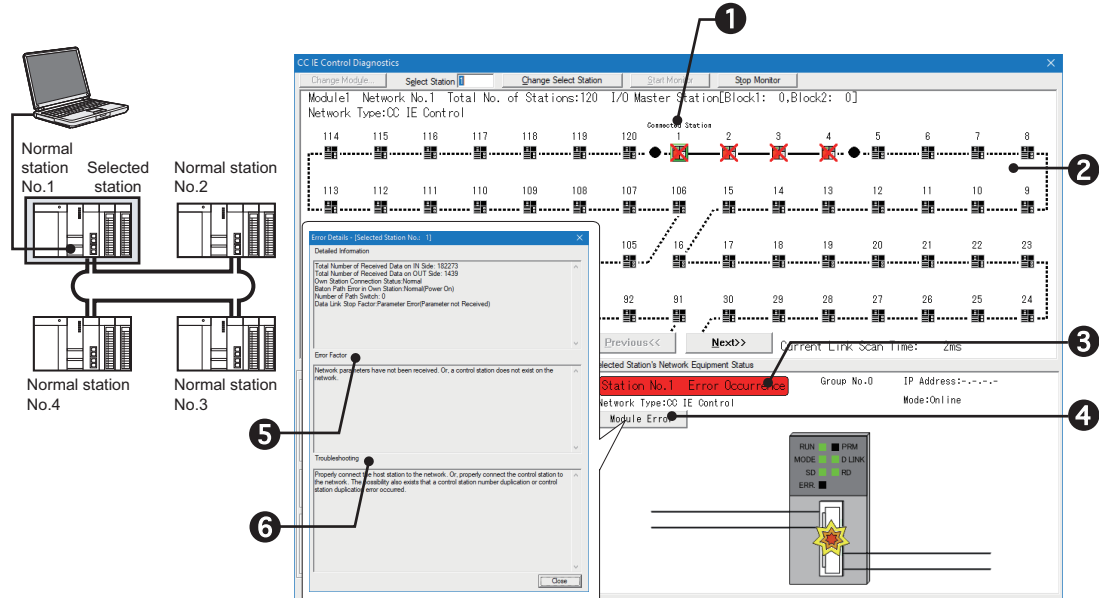 1
CC IE Control Diagnostics
Change Module...
Select Station
1
Change Select Station
Start Monitor
Stop Monitor
Module1 Network No.1 Total No. of Stations:120 I/O Master Station[Block1: 0,Block2: 0]
Network Type:CC IE Control
Connected Station
114 115 116 117 118 119 120 1 2 3 4 5 6 7 8
2
113 112 111 110 109 108 107 106 15 14 13 12 11 10 9
105 16 17 18 19 20 21 22 23
92 91 30 29 28 27 26 25 24
Previous<<
Next>>
Current Link Scan Time: 2ms
3
Selected Station's Network Equipment Status
Station No.1 Error Occurrence
Group No.0
IP Address:-.-.-.-
Network Type:CC IE Control
Mode:Online
Module Error
4
RUN PRM
MODE D LINK
SD RD
ERR.
Normal station No.1
Selected station
Normal station No.2
Normal station No.4
Normal station No.3
Error Details - [Selected Station No.: 1]
Detailed Information
Total Number of Received Data on IN Side: 182273
Total Number of Received Data on OUT Side: 1439
Own Station Connection Status:Normal
Baton Path Error in Own Station:Normal(Power On)
Number of Path Switch: 0
Data Link Stop Factor:Parameter Error(Parameter not Received)
Error Factor
5
Network parameters have not been received. Or, a control station does not exist on the
network.
Troubleshooting
6
Properly connect the host station to the network. Or, properly connect the control station to
the network. The possibility also exists that a control station number duplication or control
station duplication error occurred.
Close